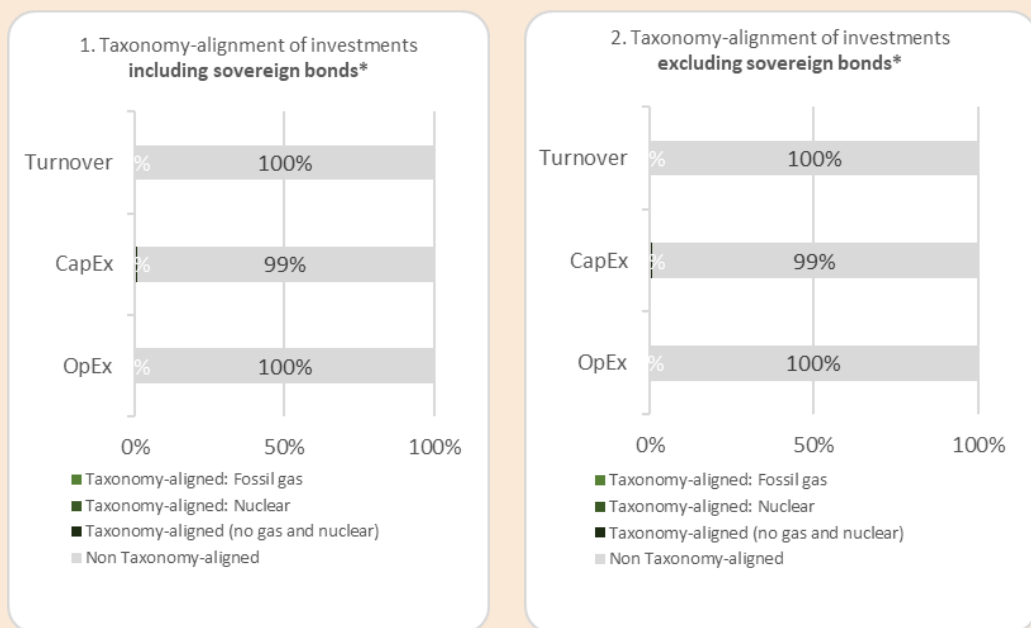 1. Taxonomy-alignment of investments
including sovereign bonds*
Turnover
% 100%
CapEx
% 99%
OpEx
% 100%
0% 50% 100%
Taxonomy-aligned: Fossil gas
Taxonomy-aligned: Nuclear
Taxonomy-aligned (no gas and nuclear)
Non Taxonomy-aligned
2. Taxonomy-alignment of investments
excluding sovereign bonds*
Turnover
% 100%
CapEx
% 99%
OpEx
% 100%
0% 50% 100%
Taxonomy-aligned: Fossil gas
Taxonomy-aligned: Nuclear
Taxonomy-aligned (no gas and nuclear)
Non Taxonomy-aligned